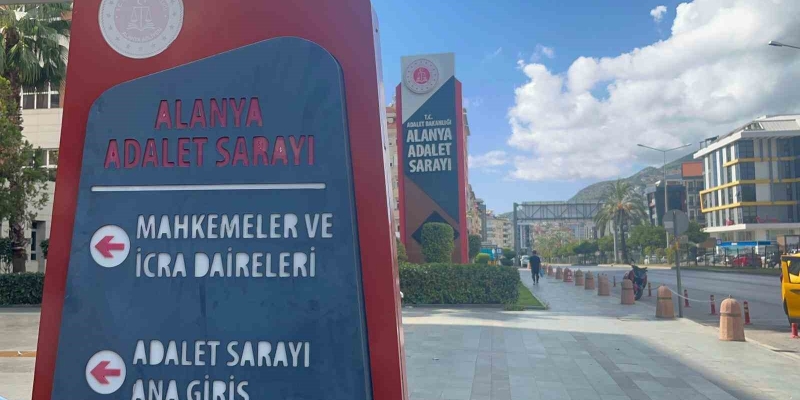 ALANYA
ADALET SARAYI
MAHKEMELER VE
İCRA DAİRELERİ
ADALET SARAYI
ANA GİRİŞ
T.C.
ADALET BAKANLIĞI
ALANYA
ADALET
SARAYI